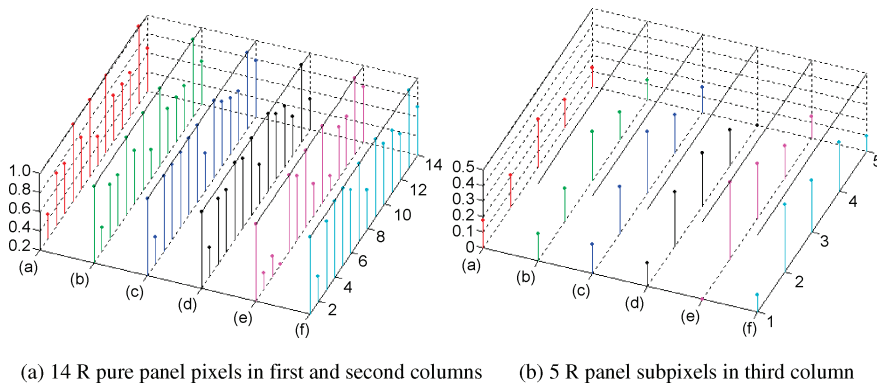 1.0
0.8
0.6
0.4
0.2
(a)
(b)
(c)
(d)
(e)
(f)
2
4
6
8
10
12
14
0.5
0.4
0.3
0.2
0.1
0
(a)
(b)
(c)
(d)
(e)
(f)
1
2
3
4
5
(a) 14 R pure panel pixels in first and second columns
(b) 5 R panel subpixels in third column